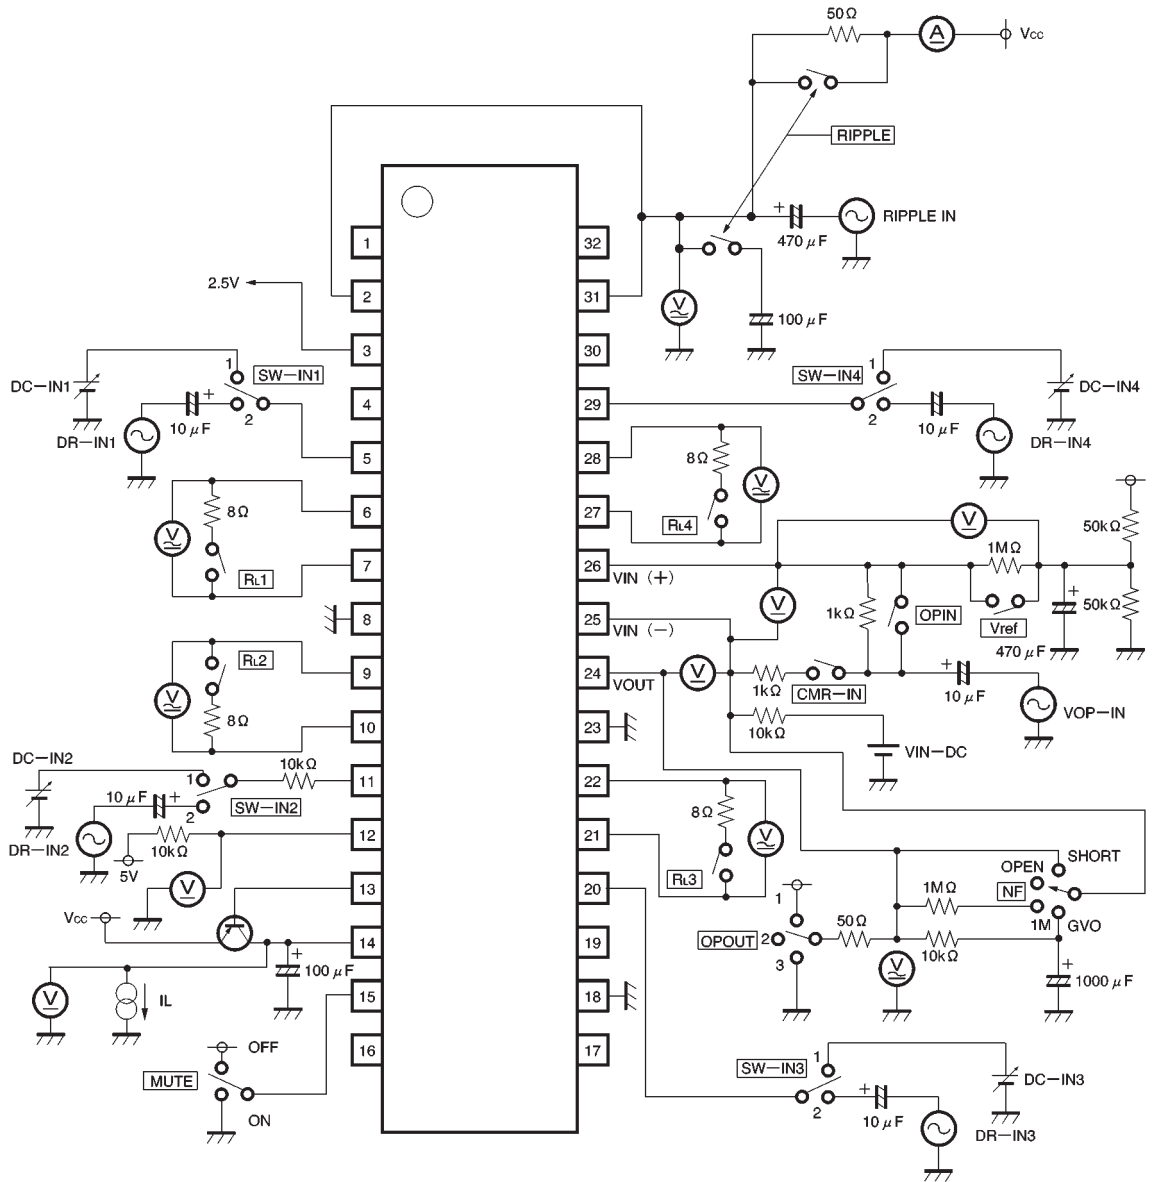 50Ω
A
Vcc
RIPPLE
RIPPLE IN
470μF
V
100μF
1 32
2 31
3 30
4 29
5 28
6 27
7 26
8 25
9 24
10 23
11 22
12 21
13 20
14 19
15 18
16 17
2.5V
DC−IN1
1
SW−IN1
2
10μF
DR−IN1
V
8Ω
RL1
V
RL2
8Ω
DC−IN2
1
10kΩ
10μF
2
SW−IN2
DR−IN2
10kΩ
5V
V
Vcc
100μF
V
IL
OFF
MUTE
ON
SW−IN4
1
2
10μF
DC−IN4
DR−IN4
8Ω
V
RL4
V
50kΩ
1MΩ
VIN (+)
V
1kΩ
OPIN
Vref
50kΩ
470μF
VIN (−)
VOUT
V
1kΩ
CMR−IN
10μF
VOP−IN
10kΩ
VIN−DC
8Ω
V
RL3
SHORT
OPEN
NF
1MΩ
1M
GVO
1
OPOUT
2
3
50Ω
10kΩ
V
1000μF
SW−IN3
1
2
10μF
DC−IN3
DR−IN3